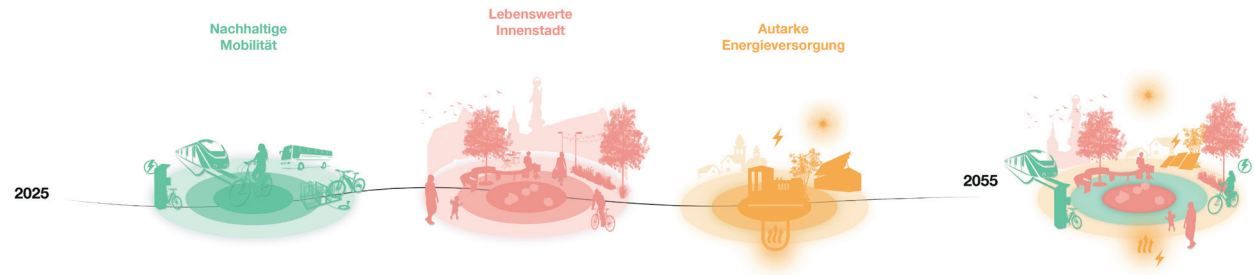 Nachhaltige
Mobilität
Lebenswerte
Innenstadt
Autarke
Energieversorgung
2025
2055